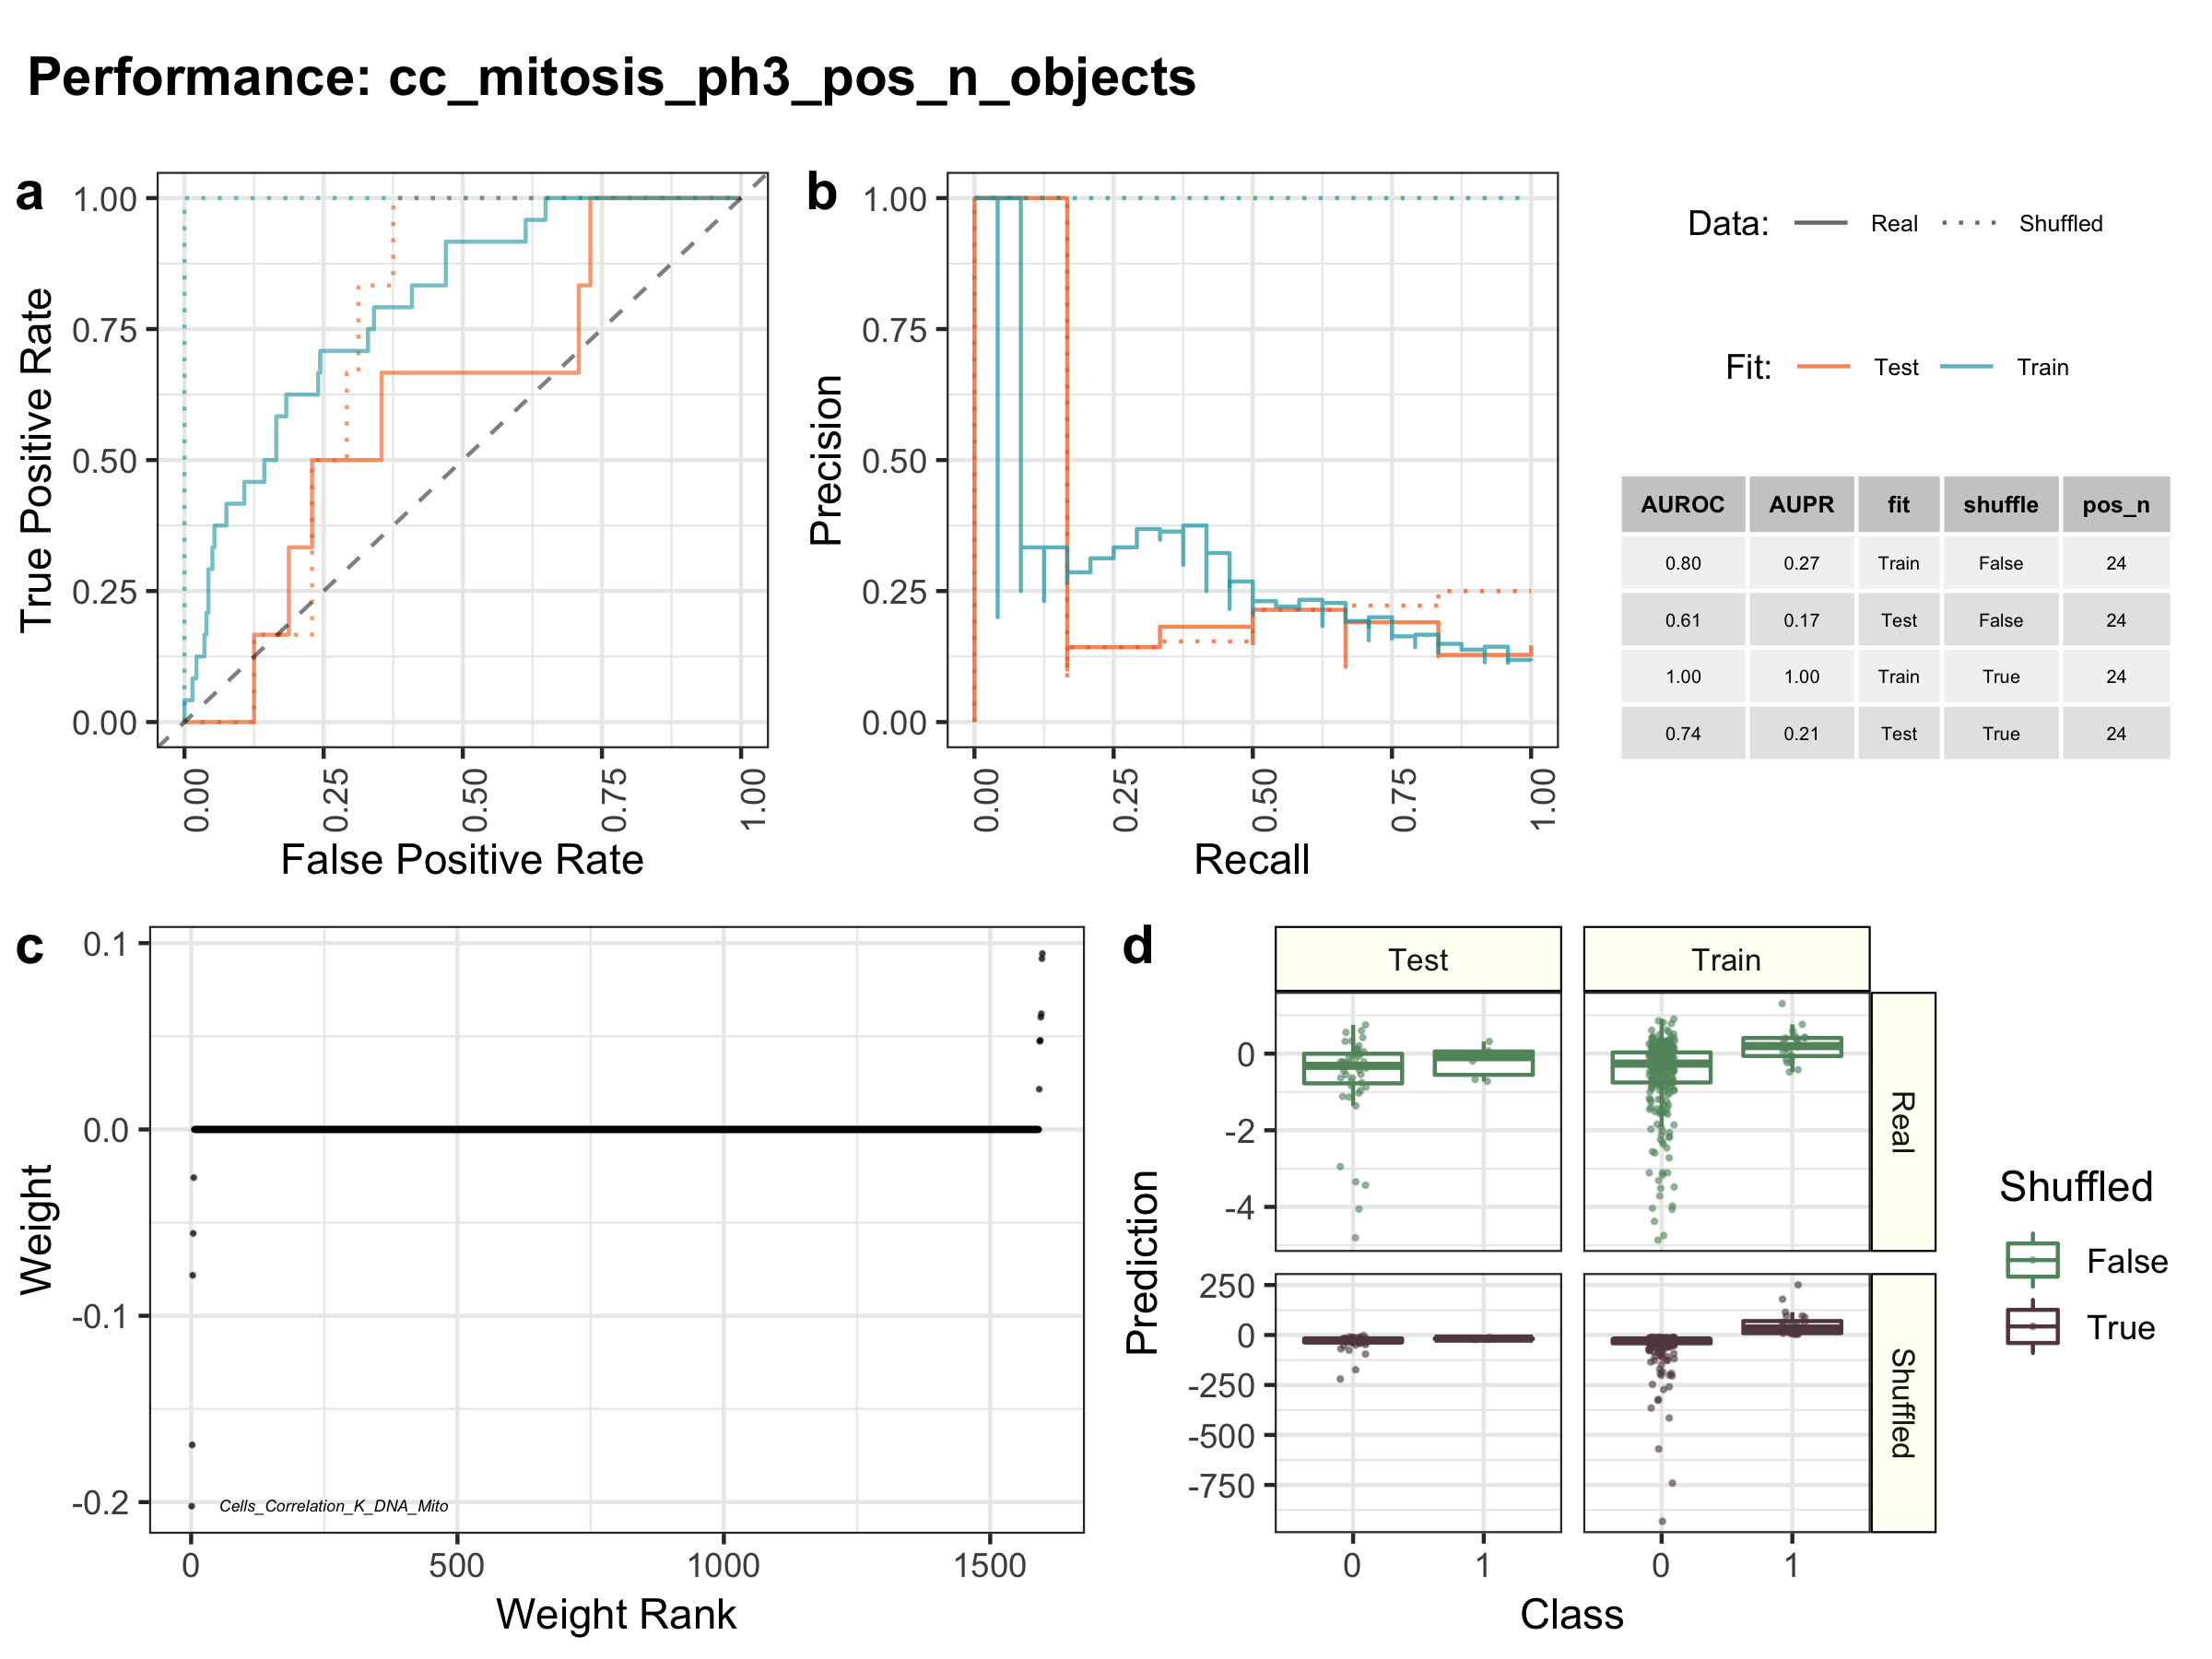 Performance: cc_mitosis_ph3_pos_n_objects
a
True Positive Rate
1.00
0.75
0.50
0.25
0.00
0.00 0.25 0.50 0.75 1.00
False Positive Rate
b
Precision
1.00
0.75
0.50
0.25
0.00
0.00 0.25 0.50 0.75 1.00
Recall
Data: Real Shuffled
Fit: Test Train
AUROC AUPR fit shuffle pos_n
0.80 0.27 Train False 24
0.61 0.17 Test False 24
1.00 1.00 Train True 24
0.74 0.21 Test True 24
c
Weight
0.1
0.0
-0.1
-0.2
Cells_Correlation_K_DNA_Mito
0 500 1000 1500
Weight Rank
d
Test Train
Prediction
0
-2
-4
Real
250
0
-250
-500
-750
Shuffled
0 1 0 1
Class
Shuffled
False
True